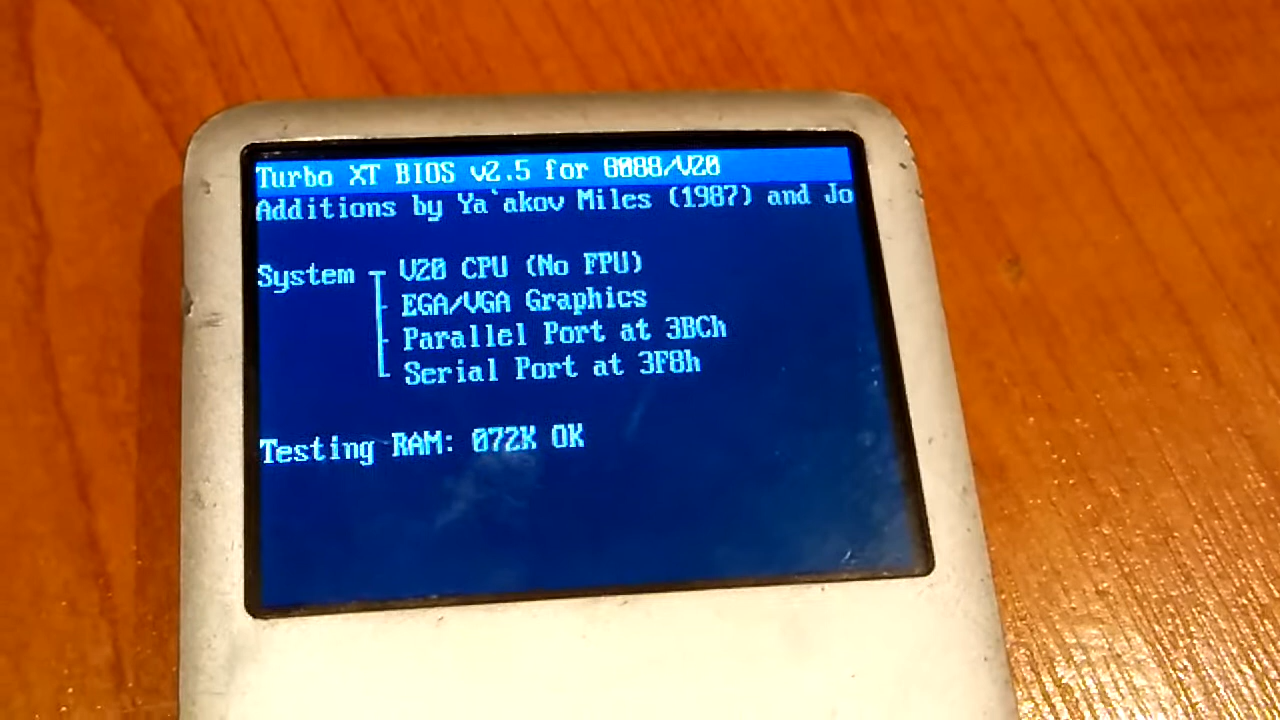 Turbo XT BIOS v2.5 for 8088/V20
Additions by Ya`akov Miles (1987) and Jo
System
V20 CPU (No FPU)
EGA/VGA Graphics
Parallel Port at 3BCh
Serial Port at 3F8h
Testing RAM: 072K OK